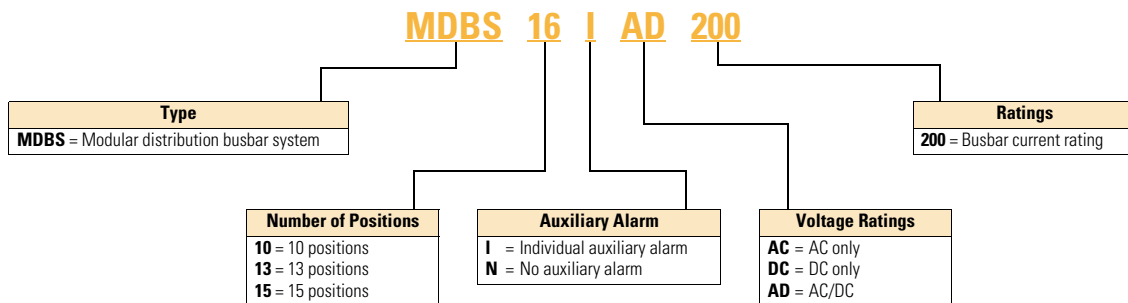 MDBS 16 I AD 200
Type
MDBS = Modular distribution busbar system
Ratings
200 = Busbar current rating
Number of Positions
10 = 10 positions
13 = 13 positions
15 = 15 positions
Auxiliary Alarm
I = Individual auxiliary alarm
N = No auxiliary alarm
Voltage Ratings
AC = AC only
DC = DC only
AD = AC/DC